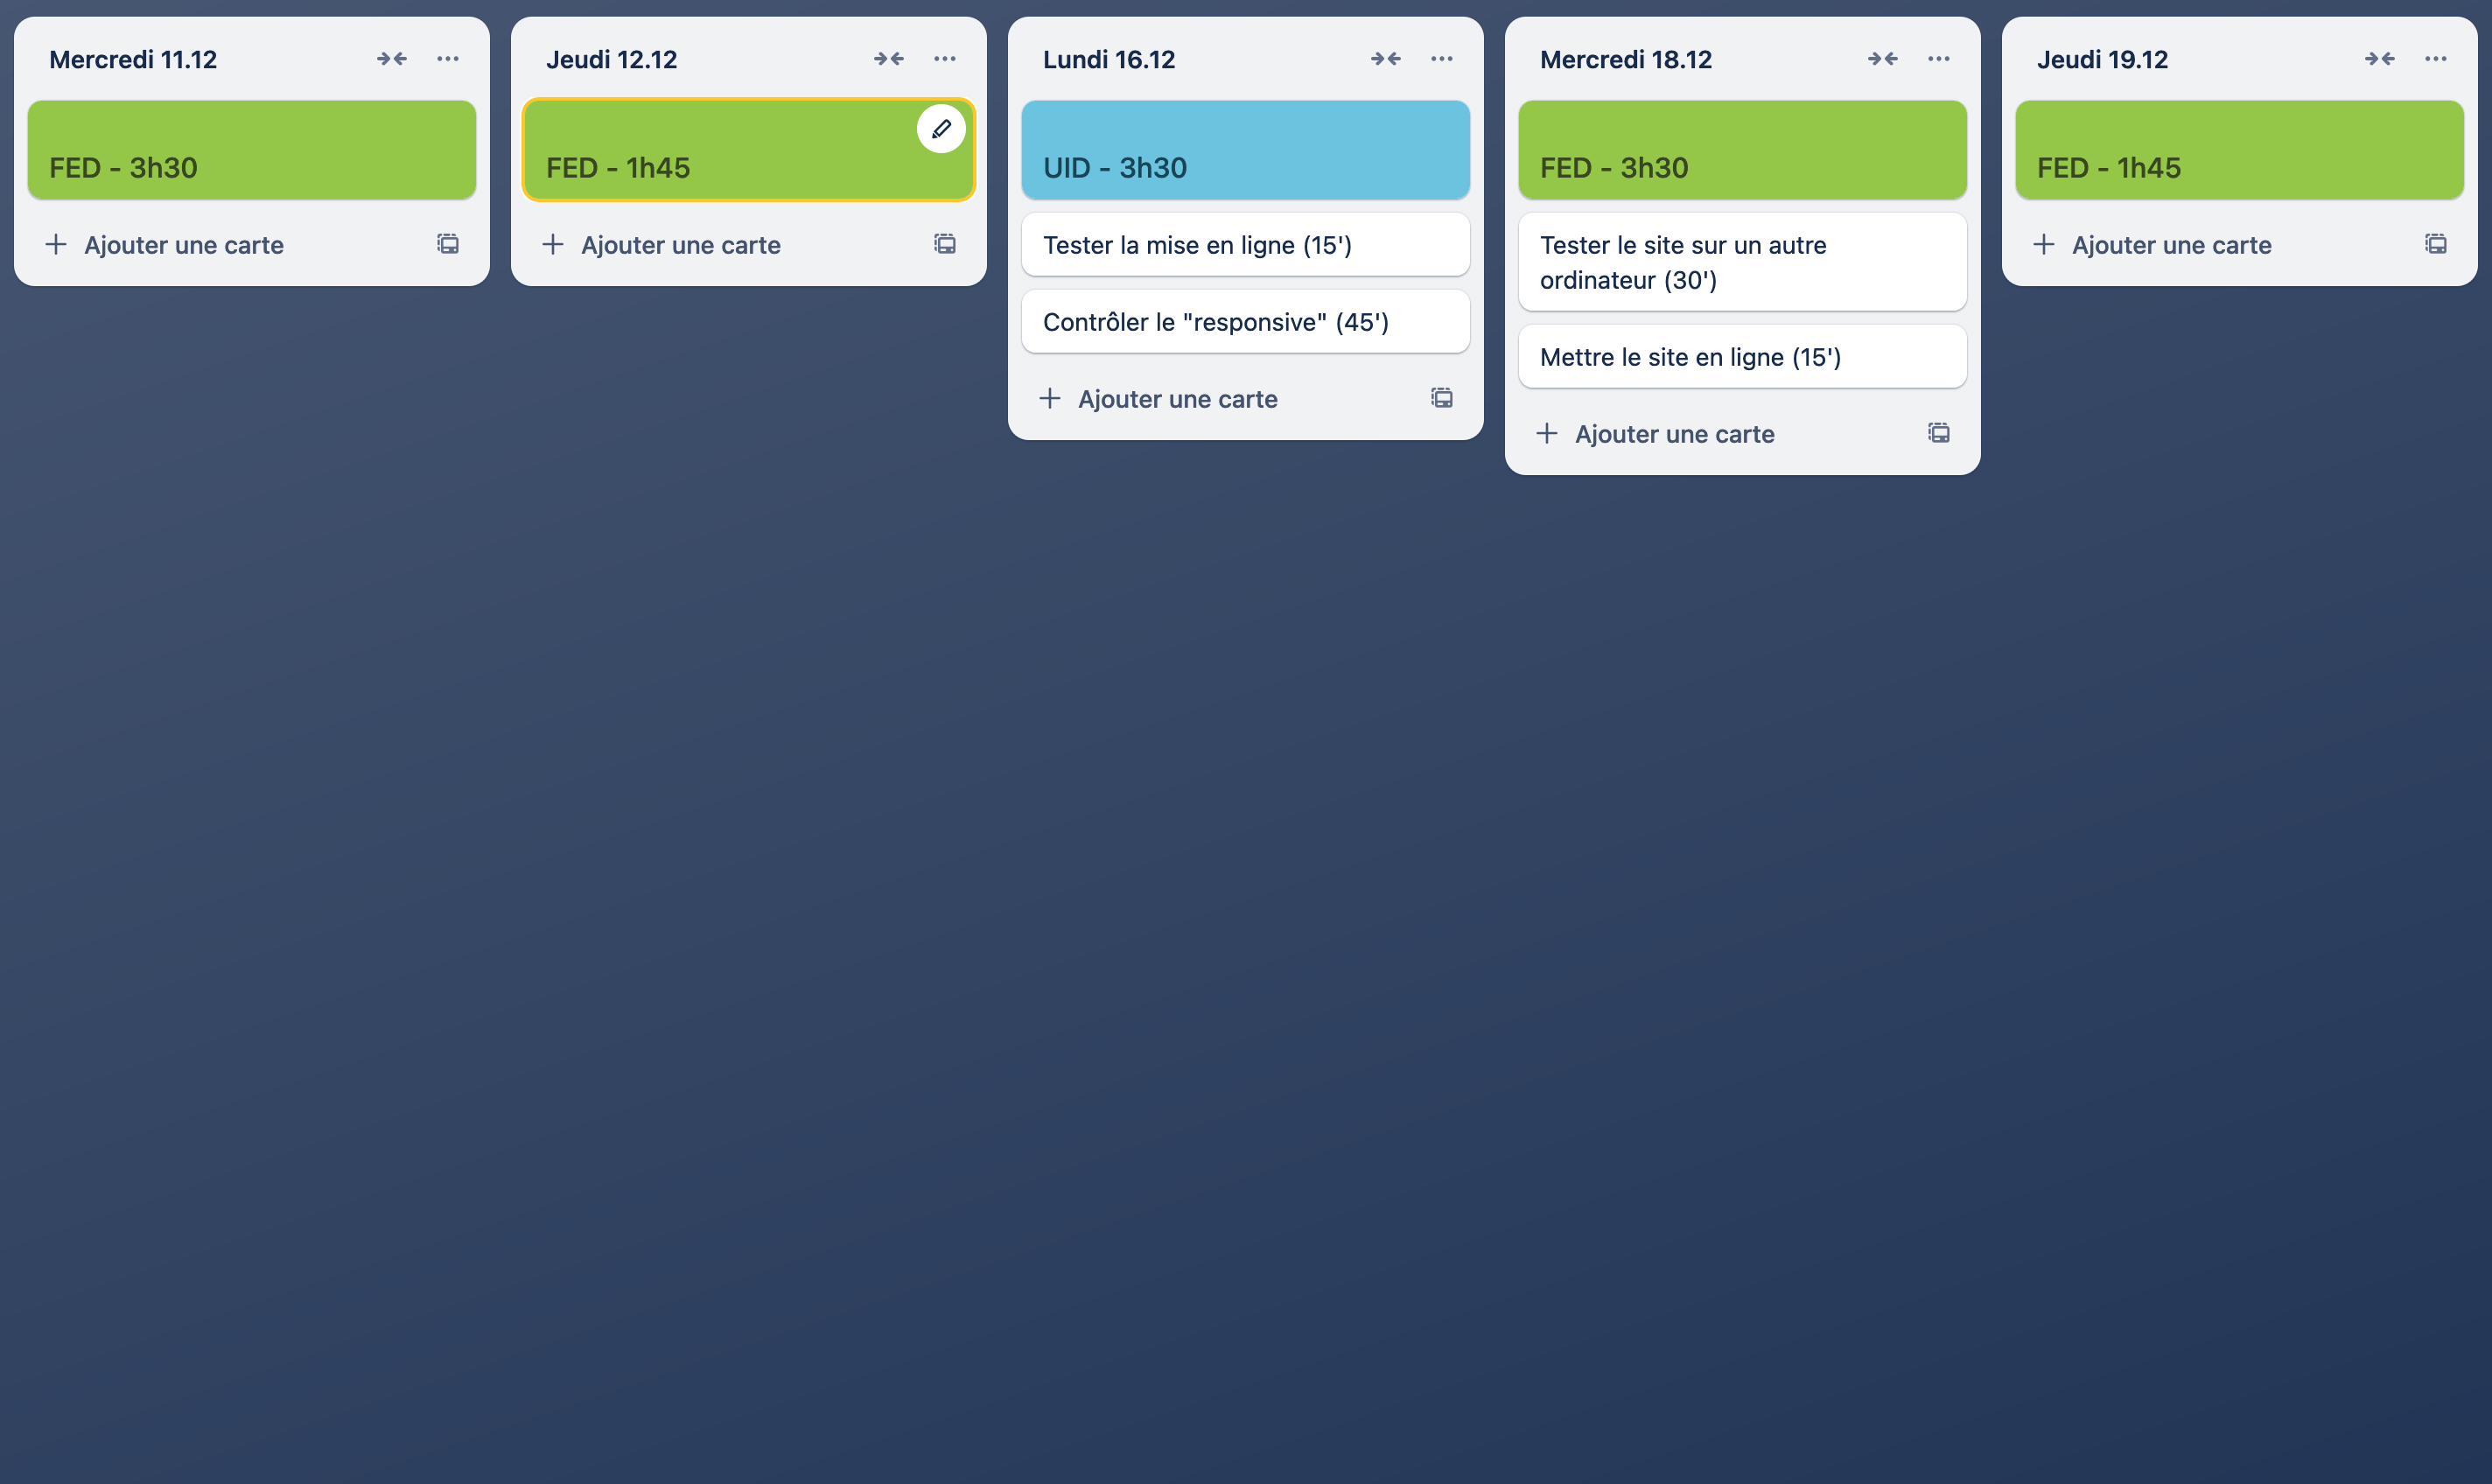 Mercredi 11.12
FED - 3h30
Ajouter une carte
Jeudi 12.12
FED - 1h45
Ajouter une carte
Lundi 16.12
UID - 3h30
Tester la mise en ligne (15')
Contrôler le "responsive" (45')
Ajouter une carte
Mercredi 18.12
FED - 3h30
Tester le site sur un autre
ordinateur (30')
Mettre le site en ligne (15')
Ajouter une carte
Jeudi 19.12
FED - 1h45
Ajouter une carte